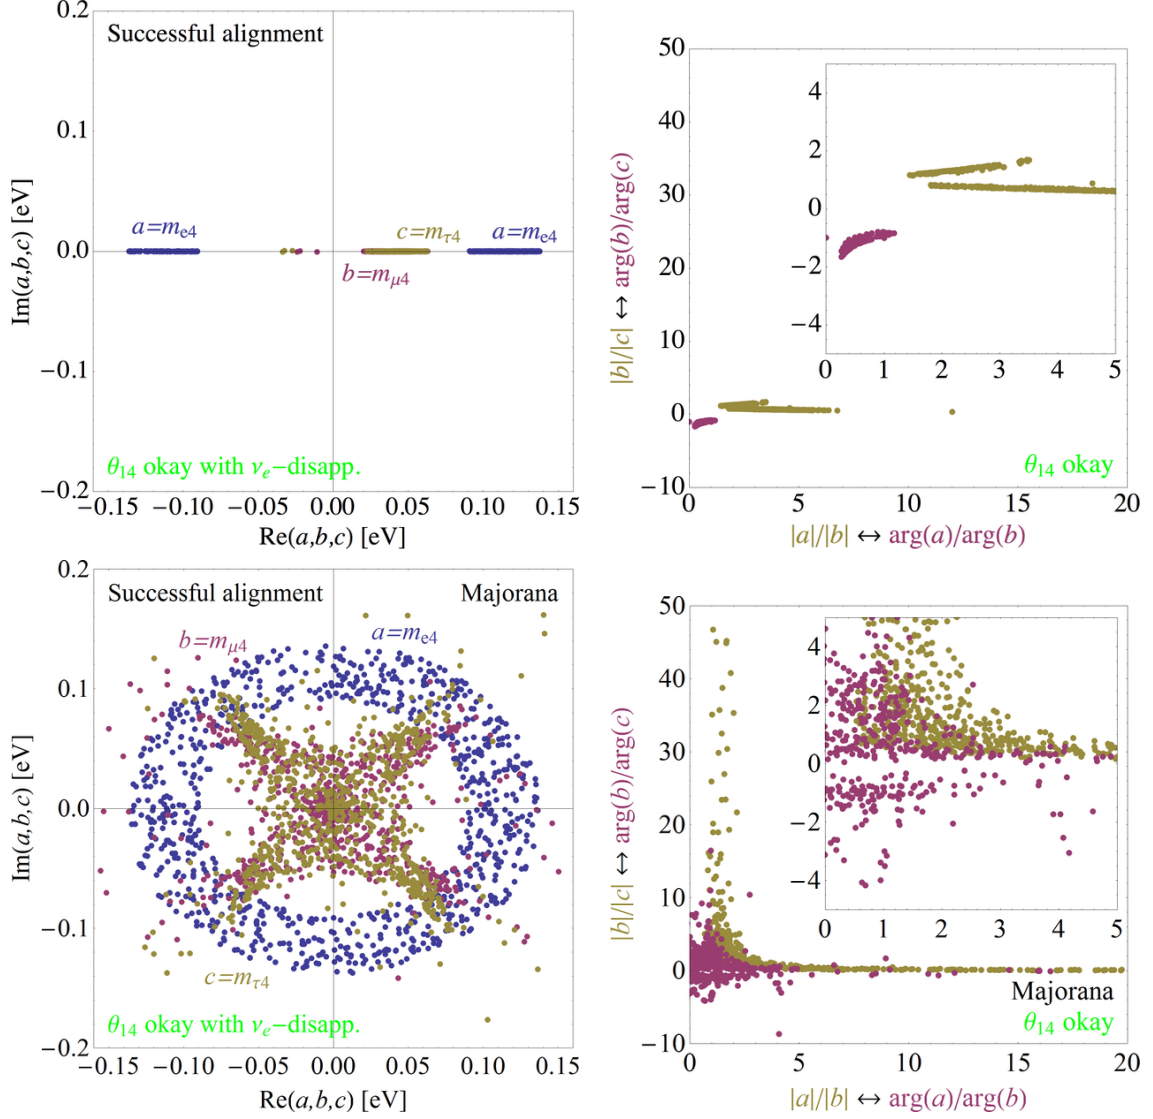 Successful alignment
0.2
0.1
0.0
−0.1
−0.2
Im(a,b,c) [eV]
a=me4
c=mτ4
a=me4
b=mμ4
θ14 okay with νe−disapp.
−0.15 −0.10 −0.05 0.00 0.05 0.10 0.15
Re(a,b,c) [eV]
50
40
30
20
10
0
−10
|b|/|c| ↔ arg(b)/arg(c)
4
2
0
−2
−4
0 1 2 3 4 5
θ14 okay
0 5 10 15 20
|a|/|b| ↔ arg(a)/arg(b)
Successful alignment Majorana
0.2
0.1
0.0
−0.1
−0.2
Im(a,b,c) [eV]
b=mμ4
a=me4
c=mτ4
θ14 okay with νe−disapp.
−0.15 −0.10 −0.05 0.00 0.05 0.10 0.15
Re(a,b,c) [eV]
50
40
30
20
10
0
−10
|b|/|c| ↔ arg(b)/arg(c)
4
2
0
−2
−4
0 1 2 3 4 5
Majorana
θ14 okay
0 5 10 15 20
|a|/|b| ↔ arg(a)/arg(b)